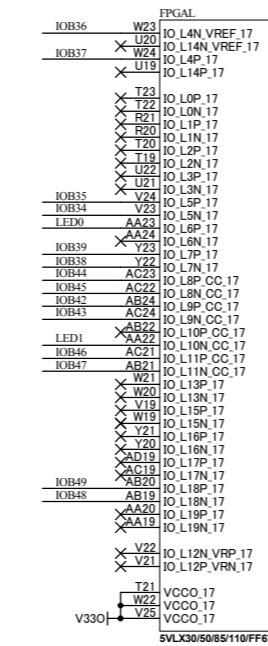 FPGAL
IOB36 W23 IO_L4N_VREF_17
U20 IO_L14N_VREF_17
IOB37 W24 IO_L4P_17
U19 IO_L14P_17
T23 IO_L0P_17
T22 IO_L0N_17
R21 IO_L1P_17
R20 IO_L1N_17
T20 IO_L2P_17
T19 IO_L2N_17
U22 IO_L3P_17
U21 IO_L3N_17
IOB35 V24 IO_L5P_17
IOB34 V23 IO_L5N_17
LED0 AA23 IO_L6P_17
AA24 IO_L6N_17
IOB39 Y23 IO_L7P_17
IOB38 Y22 IO_L7N_17
IOB44 AC23 IO_L8P_CC_17
IOB45 AC22 IO_L8N_CC_17
IOB42 AB24 IO_L9P_CC_17
IOB43 AC24 IO_L9N_CC_17
AB22 IO_L10P_CC_17
LED1 AA22 IO_L10N_CC_17
IOB46 AC21 IO_L11P_CC_17
IOB47 AB21 IO_L11N_CC_17
W21 IO_L13P_17
W20 IO_L13N_17
V19 IO_L15P_17
W19 IO_L15N_17
Y21 IO_L16P_17
Y20 IO_L16N_17
AD19 IO_L17P_17
AC19 IO_L17N_17
IOB49 AB20 IO_L18P_17
IOB48 AB19 IO_L18N_17
AA20 IO_L19P_17
AA19 IO_L19N_17
V22 IO_L12N_VRP_17
V21 IO_L12P_VRN_17
T21 VCCO_17
W22 VCCO_17
V33O V25 VCCO_17
5VLX30/50/85/110/FF67